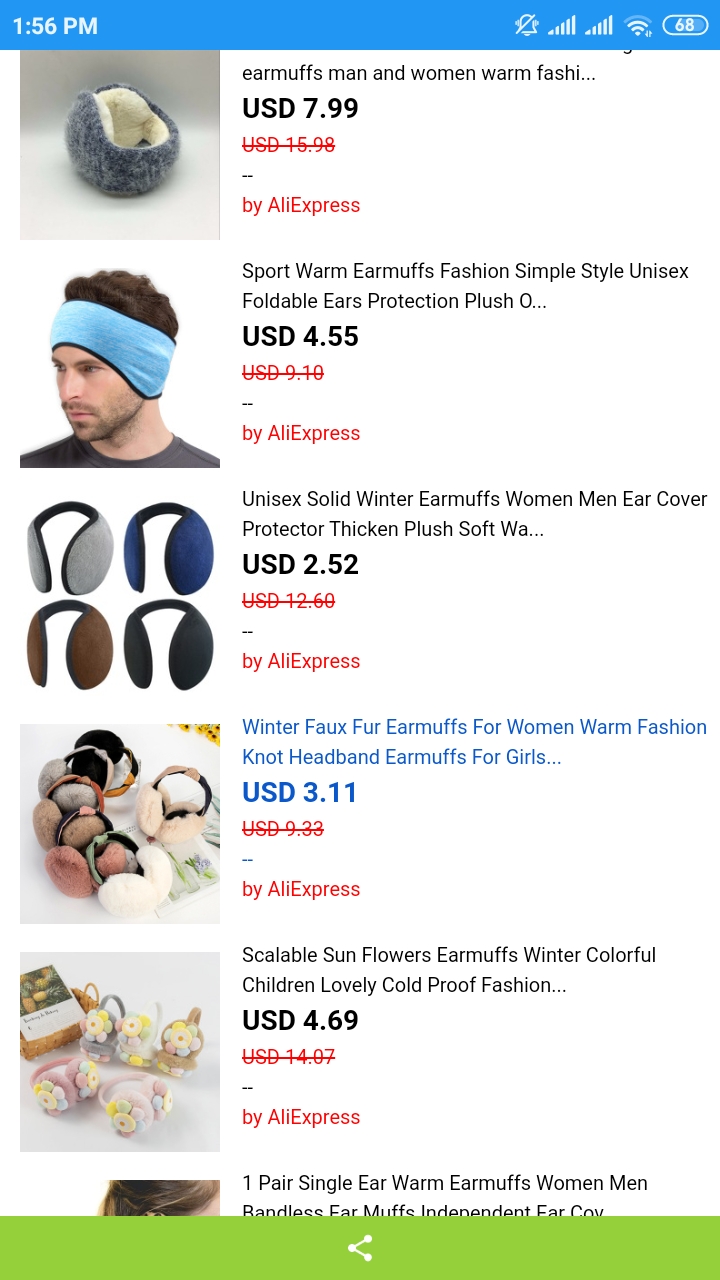 1:56 PM
68
earmuffs man and women warm fashi...
USD 7.99
USD 15.98
--
by AliExpress
Sport Warm Earmuffs Fashion Simple Style Unisex
Foldable Ears Protection Plush O...
USD 4.55
USD 9.10
--
by AliExpress
Unisex Solid Winter Earmuffs Women Men Ear Cover
Protector Thicken Plush Soft Wa...
USD 2.52
USD 12.60
--
by AliExpress
Winter Faux Fur Earmuffs For Women Warm Fashion
Knot Headband Earmuffs For Girls...
USD 3.11
USD 9.33
--
by AliExpress
Scalable Sun Flowers Earmuffs Winter Colorful
Children Lovely Cold Proof Fashion...
USD 4.69
USD 14.07
--
by AliExpress
1 Pair Single Ear Warm Earmuffs Women Men
Bandless Ear Muffs Independent Ear Cov